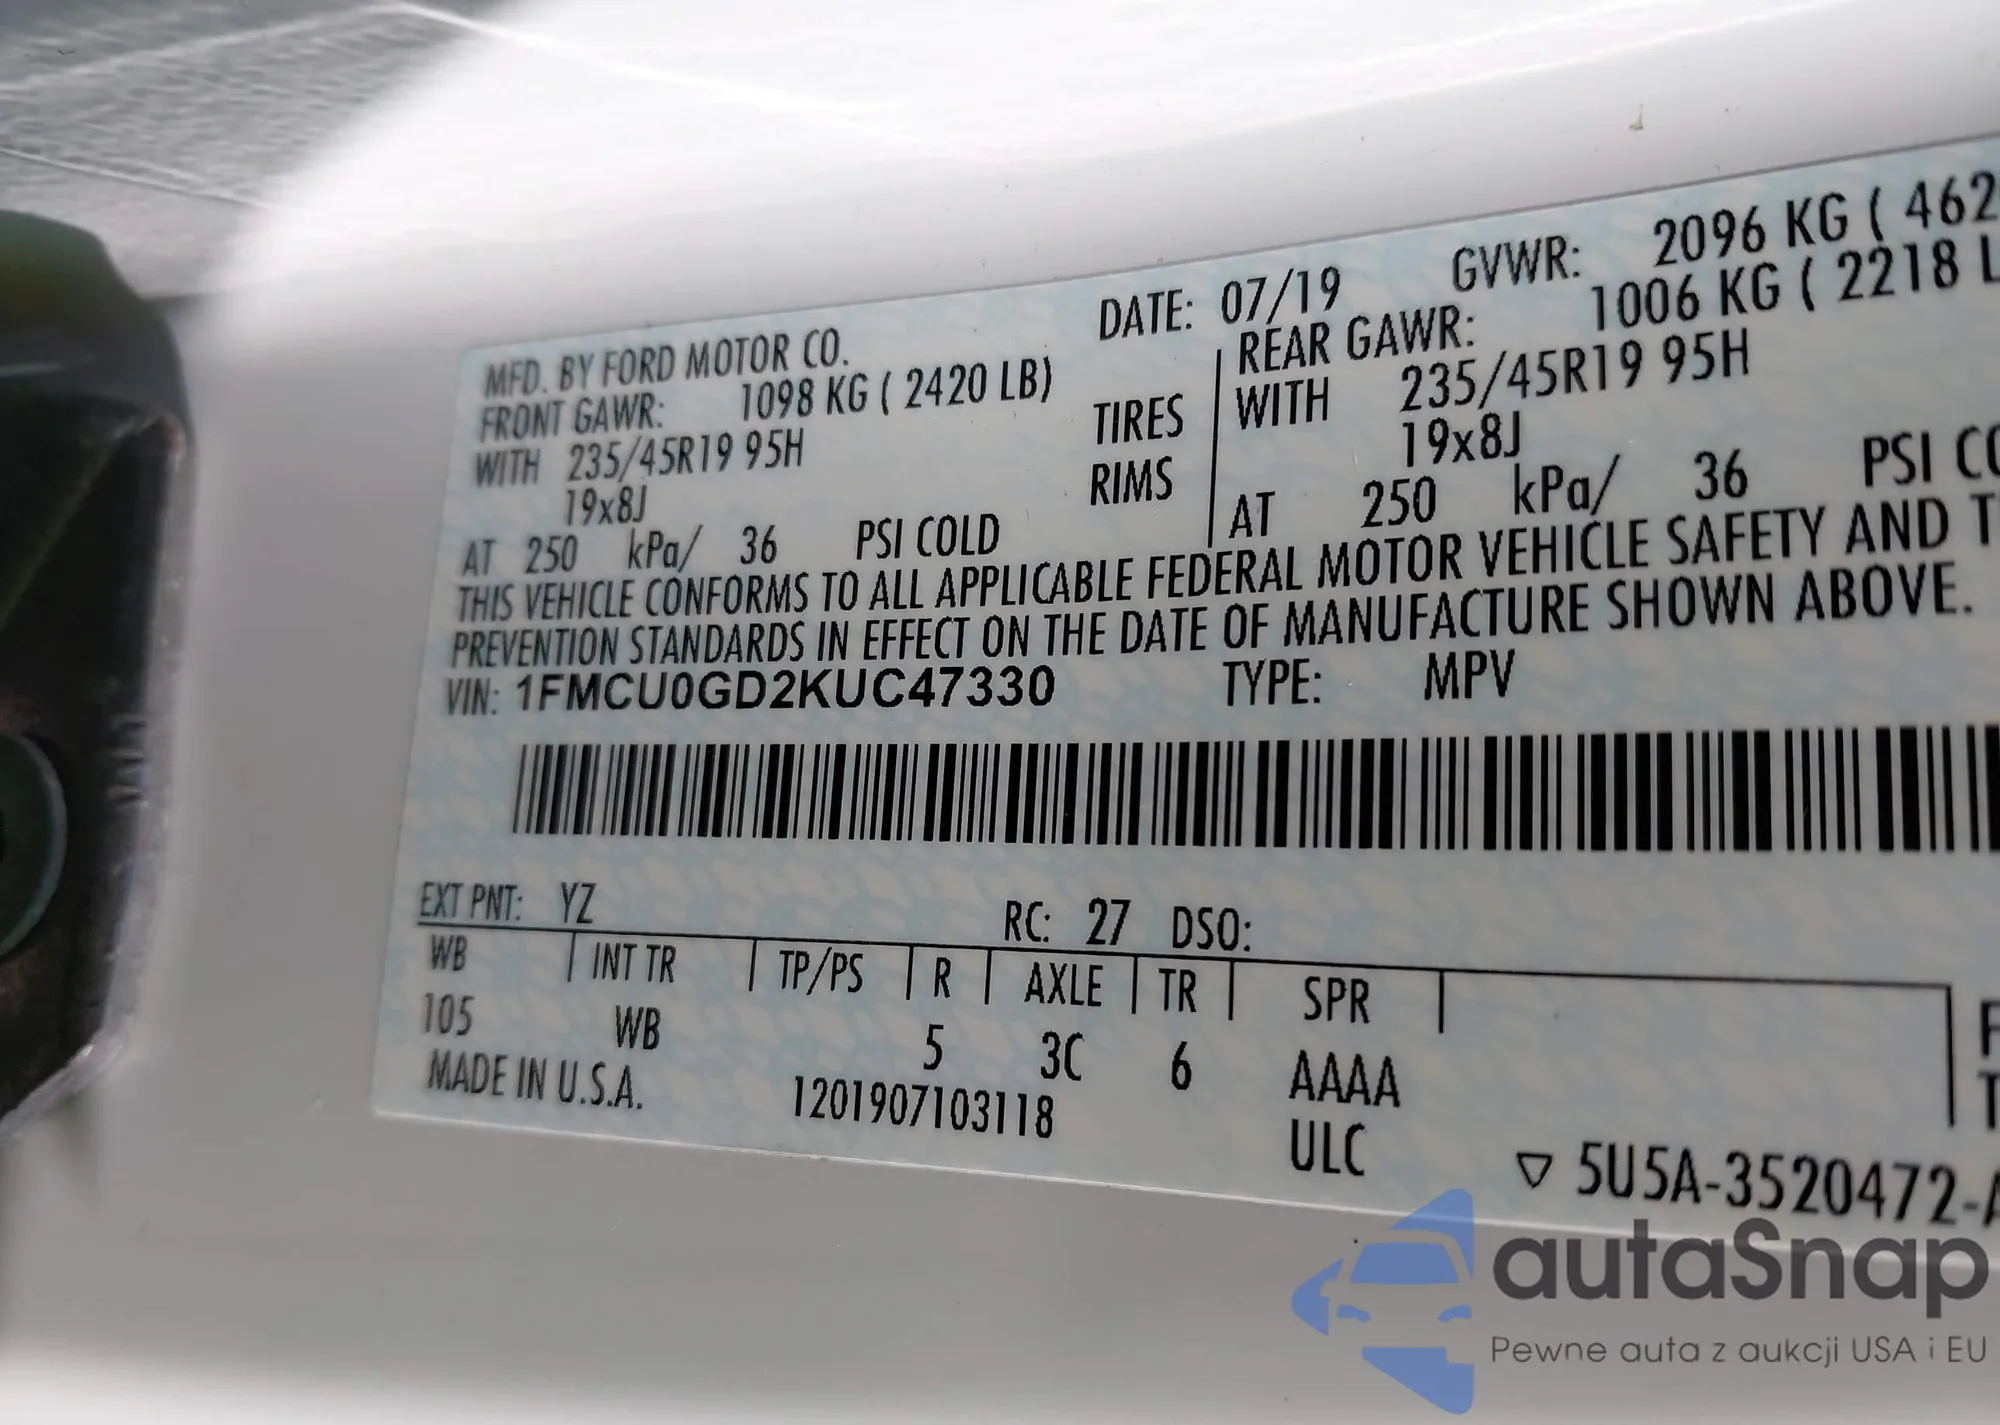 MFD. BY FORD MOTOR CO. DATE: 07/19 GVWR: 2096 KG ( 462
FRONT GAWR: 1098 KG ( 2420 LB) REAR GAWR: 1006 KG ( 2218 L
WITH 235/45R19 95H TIRES WITH 235/45R19 95H
19x8J RIMS 19x8J
AT 250 kPa/ 36 PSI COLD AT 250 kPa/ 36 PSI CO
THIS VEHICLE CONFORMS TO ALL APPLICABLE FEDERAL MOTOR VEHICLE SAFETY AND T
PREVENTION STANDARDS IN EFFECT ON THE DATE OF MANUFACTURE SHOWN ABOVE.
VIN: 1FMCU0GD2KUC47330 TYPE: MPV
EXT PNT: YZ RC: 27 DSO:
WB INT TR TP/PS R AXLE TR SPR
105 WB 5 3C 6 AAAA
MADE IN U.S.A. 1201907103118 ULC
▽ 5U5A-3520472-A
autaSnap
Pewne auta z aukcji USA i EU